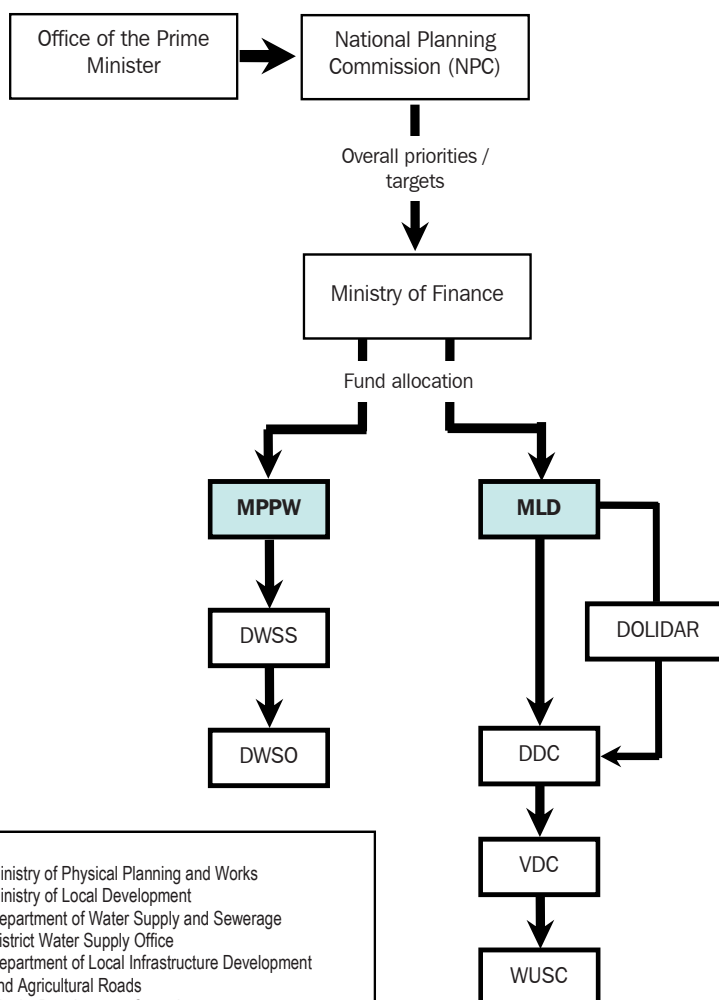 Office of the Prime
Minister
National Planning
Commission (NPC)
Overall priorities /
targets
Ministry of Finance
Fund allocation
MPPW
MLD
DWSS
DOLIDAR
DWSO
DDC
VDC
WUSC
inistry of Physical Planning and Works
inistry of Local Development
epartment of Water Supply and Sewerage
istrict Water Supply Office
epartment of Local Infrastructure Development
nd Agricultural Roads